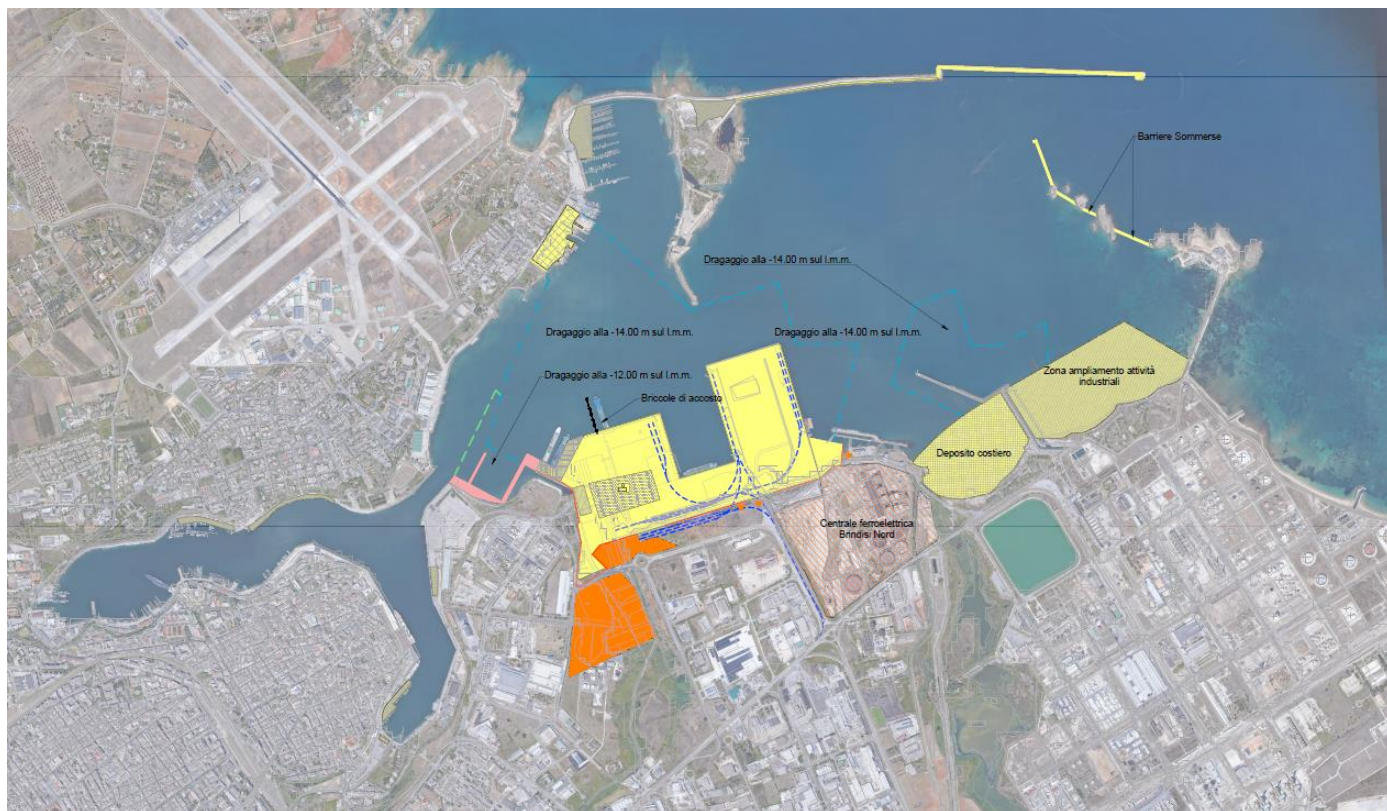 Barriere Sommerse
Dragaggio alla -14.00 m sul l.m.m.
Dragaggio alla -14.00 m sul l.m.m.
Dragaggio alla -14.00 m sul l.m.m.
Zona ampliamento attività
industriali
Dragaggio alla -12.00 m sul l.m.m.
Briccole di accosto
Deposito costiero
Centrale ferroelettrica
Brindisi Nord